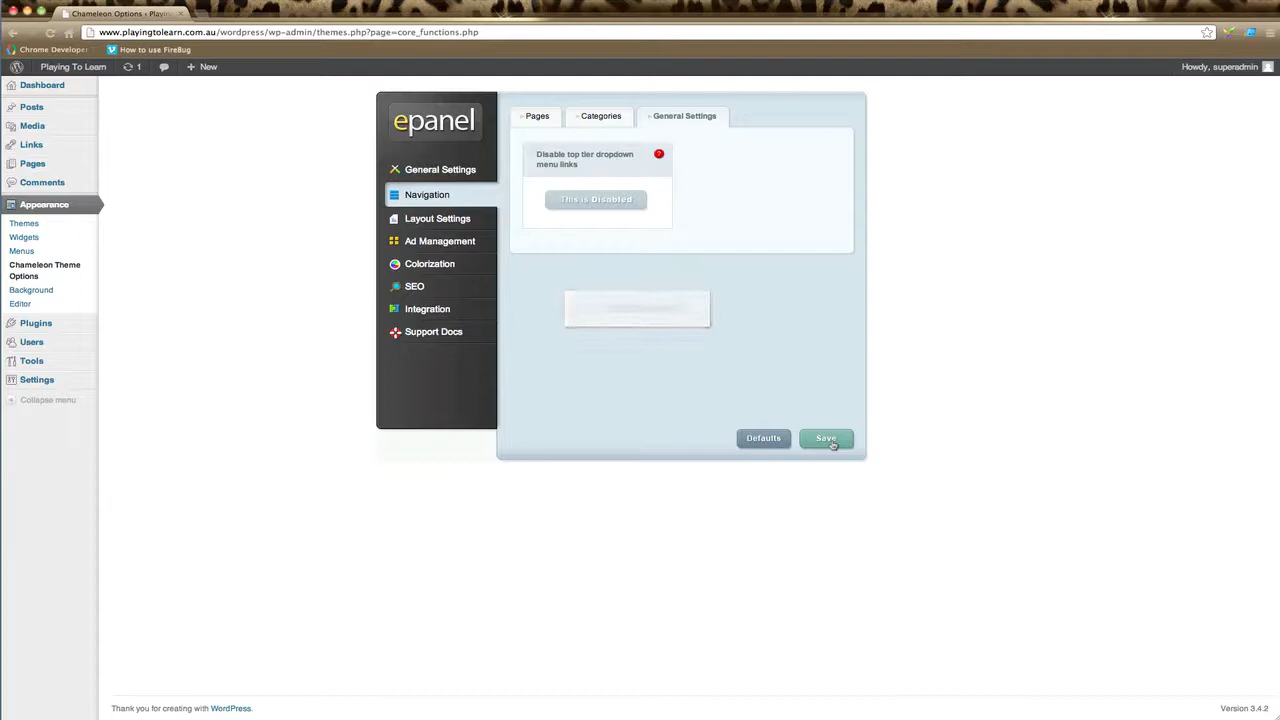 Chameleon Options ‹ Playin
www.playingtolearn.com.au/wordpress/wp-admin/themes.php?page=core_functions.php
Chrome Developer
How to use FireBug
Playing To Learn
1
New
Howdy, superadmin
Dashboard
Posts
Media
Links
Pages
Comments
Appearance
Themes
Widgets
Menus
Chameleon Theme
Options
Background
Editor
Plugins
Users
Tools
Settings
Collapse menu
epanel
General Settings
Navigation
Layout Settings
Ad Management
Colorization
SEO
Integration
Support Docs
Pages
Categories
General Settings
Disable top tier dropdown
menu links
?
This is Disabled
Defaults
Save
Thank you for creating with WordPress.
Version 3.4.2